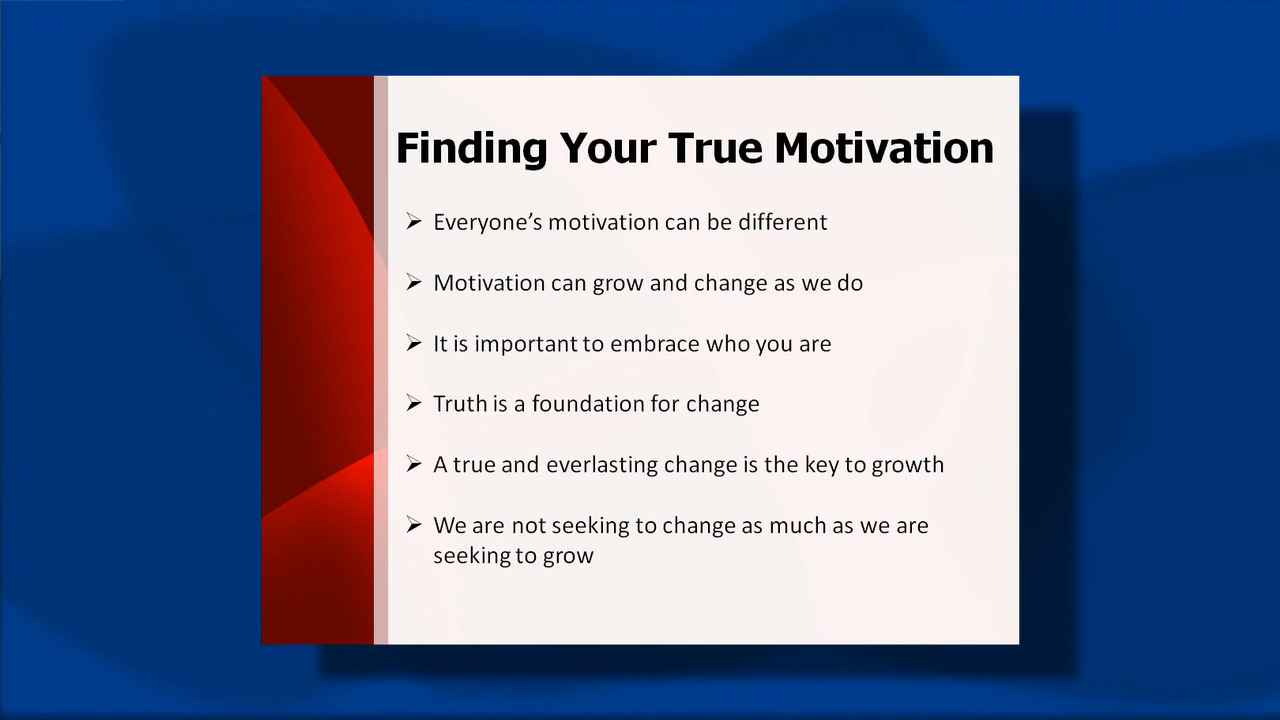 Finding Your True Motivation
➢ Everyone’s motivation can be different
➢ Motivation can grow and change as we do
➢ It is important to embrace who you are
➢ Truth is a foundation for change
➢ A true and everlasting change is the key to growth
➢ We are not seeking to change as much as we are
seeking to grow